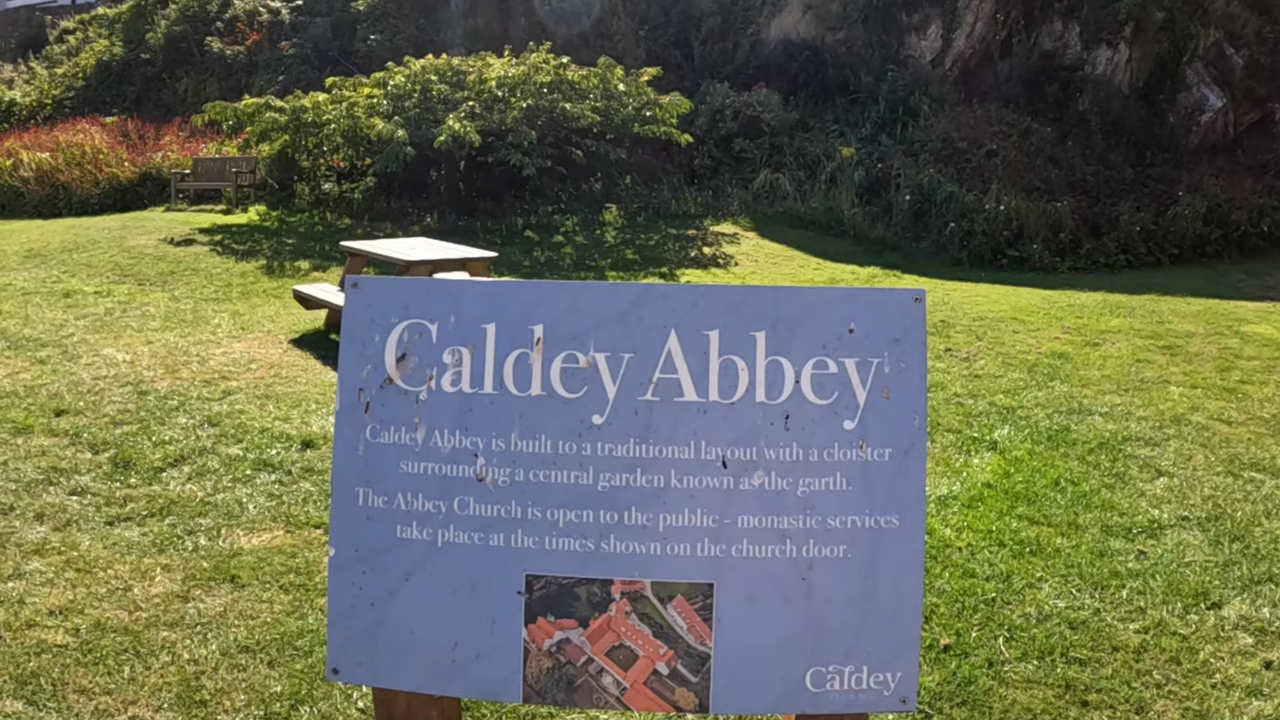 Caldey Abbey
Caldey Abbey is built to a traditional layout with a cloister
surrounding a central garden known as the garth.
The Abbey Church is open to the public - monastic services
take place at the times shown on the church door.
Caldey
ISLAND